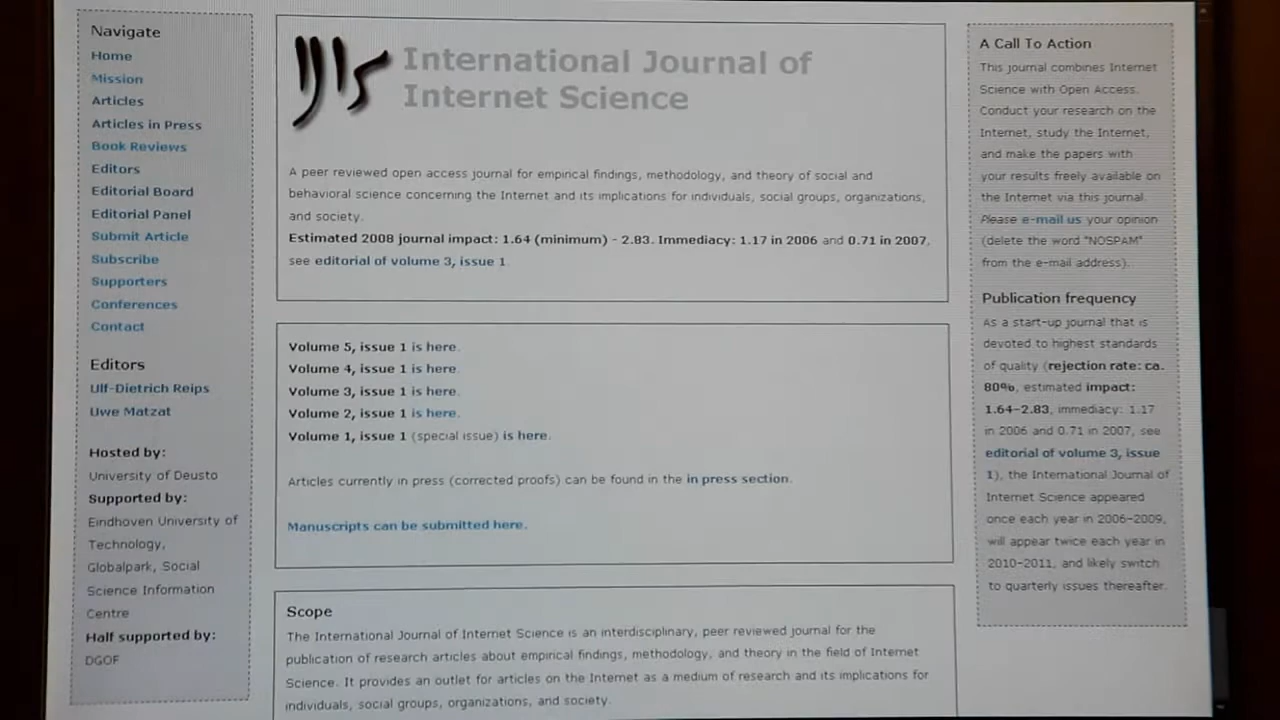 Navigate
Home
Mission
Articles
Articles in Press
Book Reviews
Editors
Editorial Board
Editorial Panel
Submit Article
Subscribe
Supporters
Conferences
Contact
Editors
Ulf-Dietrich Reips
Uwe Matzat
Hosted by:
University of Deusto
Supported by:
Eindhoven University of
Technology,
Globalpark, Social
Science Information
Centre
Half supported by:
DGOF
ijis
International Journal of
Internet Science
A peer reviewed open access journal for empirical findings, methodology, and theory of social and
behavioral science concerning the Internet and its implications for individuals, social groups, organizations,
and society.
Estimated 2008 journal impact: 1.64 (minimum) - 2.83. Immediacy: 1.17 in 2006 and 0.71 in 2007,
see editorial of volume 3, issue 1
Volume 5, issue 1 is here.
Volume 4, issue 1 is here.
Volume 3, issue 1 is here.
Volume 2, issue 1 is here.
Volume 1, issue 1 (special issue) is here.
Articles currently in press (corrected proofs) can be found in the in press section.
Manuscripts can be submitted here.
Scope
The International Journal of Internet Science is an interdisciplinary, peer reviewed journal for the
publication of research articles about empirical findings, methodology, and theory in the field of Internet
Science. It provides an outlet for articles on the Internet as a medium of research and its implications for
individuals, social groups, organizations, and society.
A Call To Action
This journal combines Internet
Science with Open Access.
Conduct your research on the
Internet, study the Internet,
and make the papers with
your results freely available on
the Internet via this journal.
Please e-mail us your opinion
(delete the word "NOSPAM"
from the e-mail address).
Publication frequency
As a start-up journal that is
devoted to highest standards
of quality (rejection rate: ca.
80%, estimated impact:
1.64-2.83, immediacy: 1.17
in 2006 and 0.71 in 2007, see
editorial of volume 3, issue
1), the International Journal of
Internet Science appeared
once each year in 2006-2009,
will appear twice each year in
2010-2011, and likely switch
to quarterly issues thereafter.